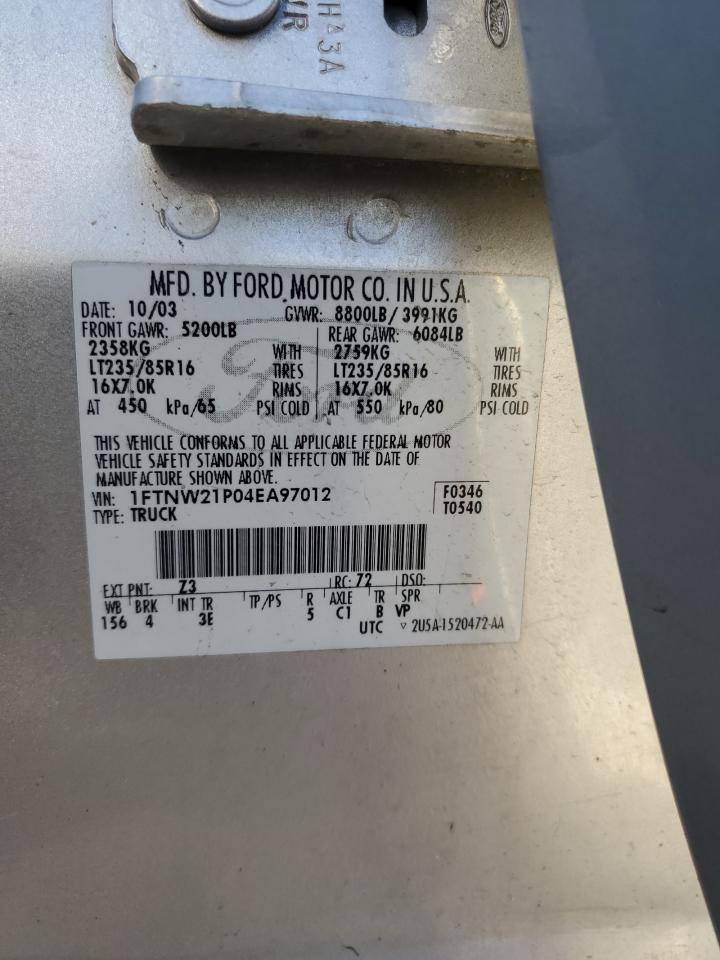 HA3A
Ford
MFD. BY FORD MOTOR CO. IN U.S.A.
DATE: 10/03 GVWR: 8800LB/3991KG
FRONT GAWR: 5200LB REAR GAWR: 6084LB
2358KG WITH 2759KG WITH
LT235/85R16 TIRES LT235/85R16 TIRES
16X7.0K RIMS 16X7.0K RIMS
AT 450 kPa/65 PSI COLD AT 550 kPa/80 PSI COLD
Ford
THIS VEHICLE CONFORMS TO ALL APPLICABLE FEDERAL MOTOR
VEHICLE SAFETY STANDARDS IN EFFECT ON THE DATE OF
MANUFACTURE SHOWN ABOVE.
VIN: 1FTNW21P04EA97012 F0346
TYPE: TRUCK T0540
EXT PNT: Z3 RC: 72 DSO:
WB BRK INT TR TP/PS R AXLE TR SPR
156 4 3E 5 C1 B VP
UTC ▽ 2U5A-1520472-AA